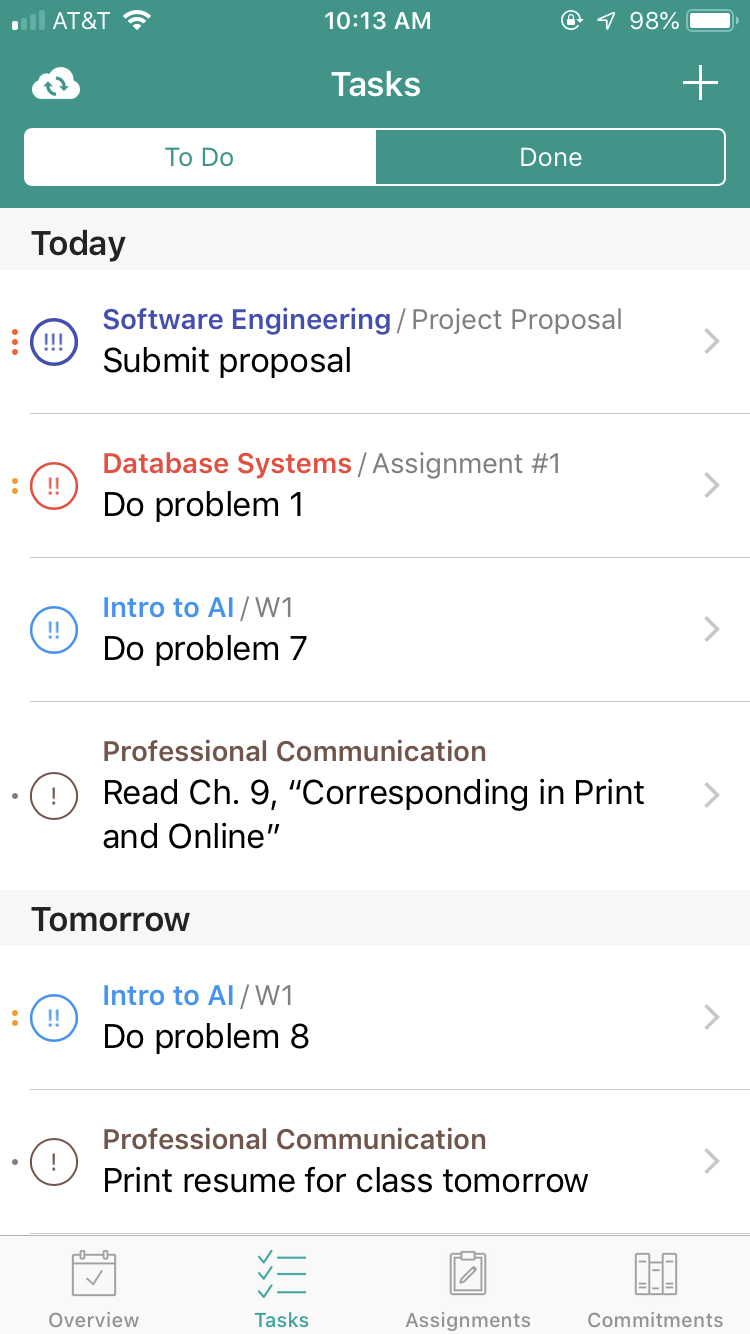 AT&T 10:13 AM 98%
Tasks
To Do Done
Today
Software Engineering / Project Proposal
!!! Submit proposal
Database Systems / Assignment #1
!! Do problem 1
Intro to AI / W1
!! Do problem 7
Professional Communication
! Read Ch. 9, “Corresponding in Print
and Online”
Tomorrow
Intro to AI / W1
!! Do problem 8
Professional Communication
! Print resume for class tomorrow
Overview Tasks Assignments Commitments